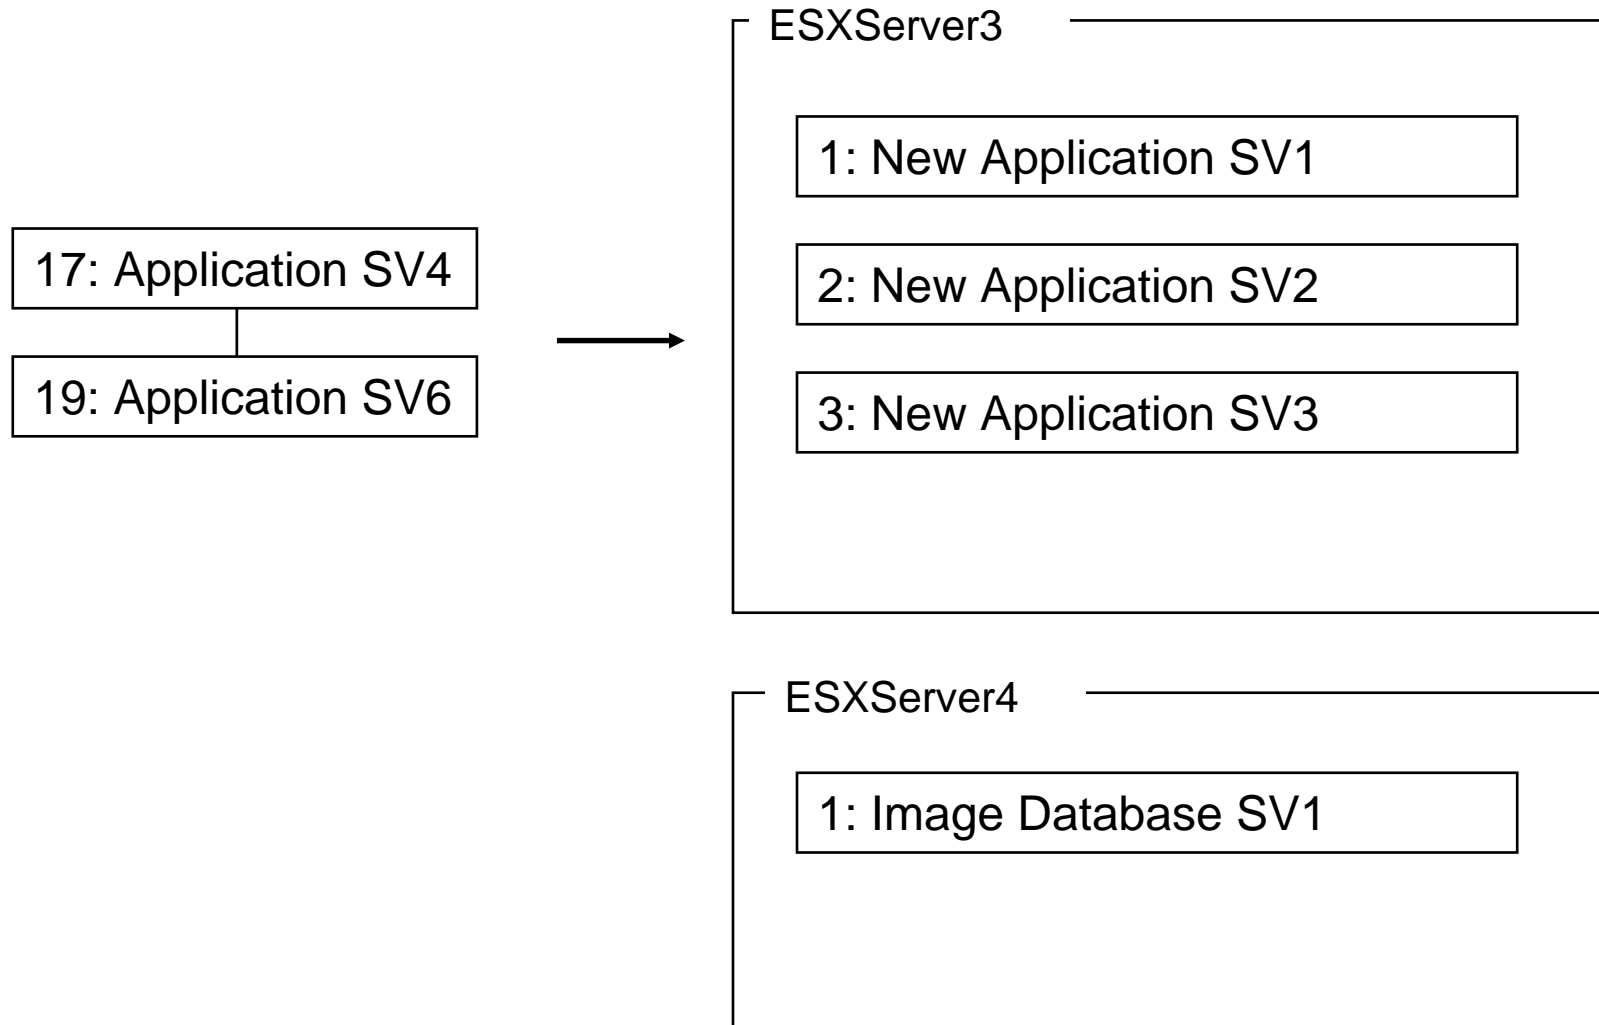 ESXServer3
1: New Application SV1
17: Application SV4
2: New Application SV2
19: Application SV6
3: New Application SV3
ESXServer4
1: Image Database SV1